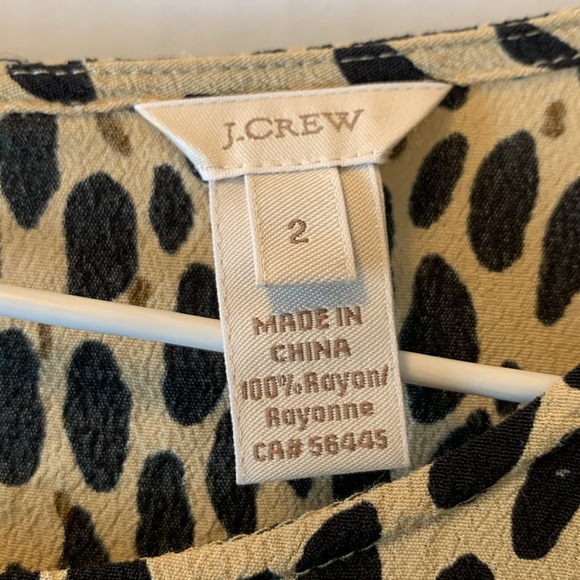 J.CREW
2
MADE IN
CHINA
100% Rayon/
Rayonne
CA# 56445